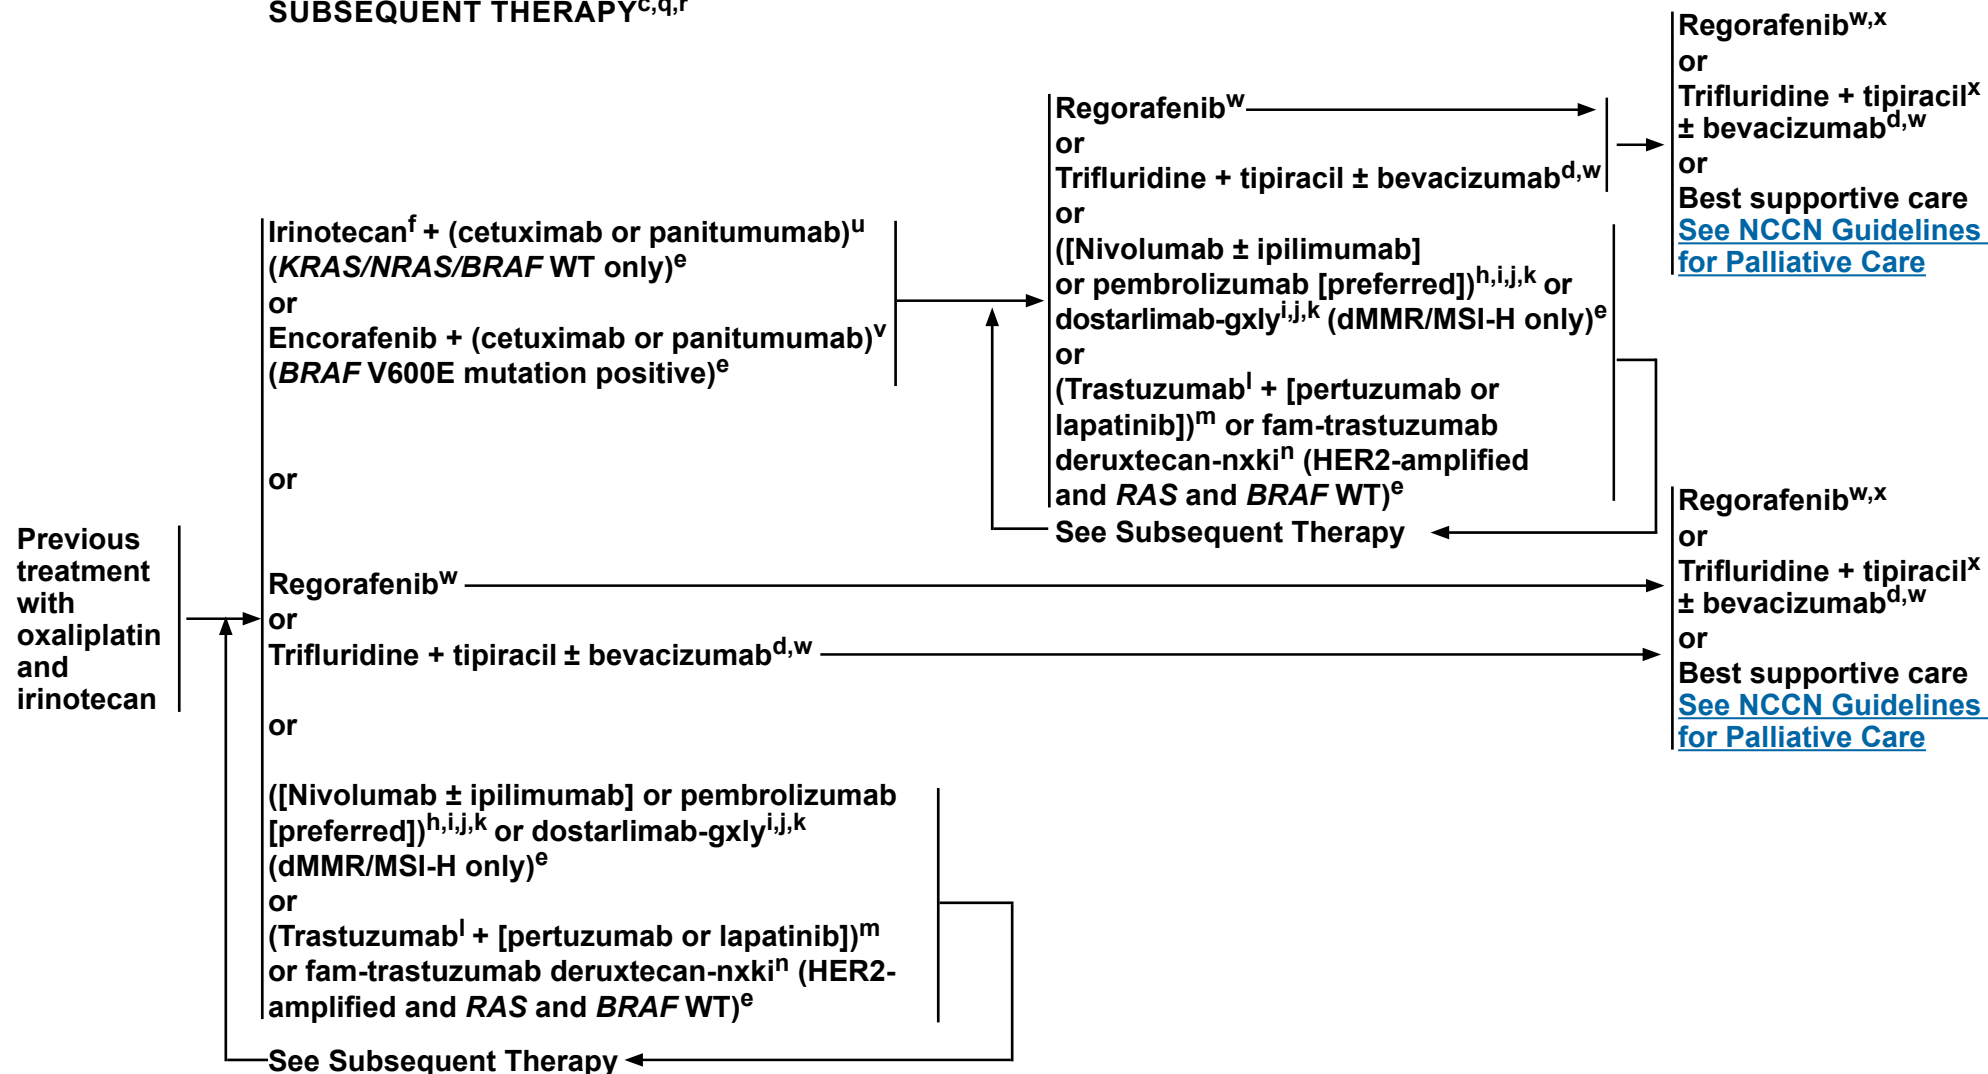 SUBSEQUENT THERAPYc,q,r
Previous
treatment
with
oxaliplatin
and
irinotecan
Irinotecanf + (cetuximab or panitumumab)u
(KRAS/NRAS/BRAF WT only)e
or
Encorafenib + (cetuximab or panitumumab)v
(BRAF V600E mutation positive)e
or
Regorafenibw
or
Trifluridine + tipiracil ± bevacizumabd,w
or
([Nivolumab ± ipilimumab] or pembrolizumab
[preferred])h,i,j,k or dostarlimab-gxlyi,j,k
(dMMR/MSI-H only)e
or
(Trastuzumabl + [pertuzumab or lapatinib])m
or fam-trastuzumab deruxtecan-nxkin (HER2-
amplified and RAS and BRAF WT)e
See Subsequent Therapy
Regorafenibw
or
Trifluridine + tipiracil ± bevacizumabd,w
or
([Nivolumab ± ipilimumab]
or pembrolizumab [preferred])h,i,j,k or
dostarlimab-gxlyi,j,k (dMMR/MSI-H only)e
or
(Trastuzumabl + [pertuzumab or
lapatinib])m or fam-trastuzumab
deruxtecan-nxkin (HER2-amplified
and RAS and BRAF WT)e
See Subsequent Therapy
Regorafenibw,x
or
Trifluridine + tipiracilx
± bevacizumabd,w
or
Best supportive care
See NCCN Guidelines
for Palliative Care
Regorafenibw,x
or
Trifluridine + tipiracilx
± bevacizumabd,w
or
Best supportive care
See NCCN Guidelines
for Palliative Care